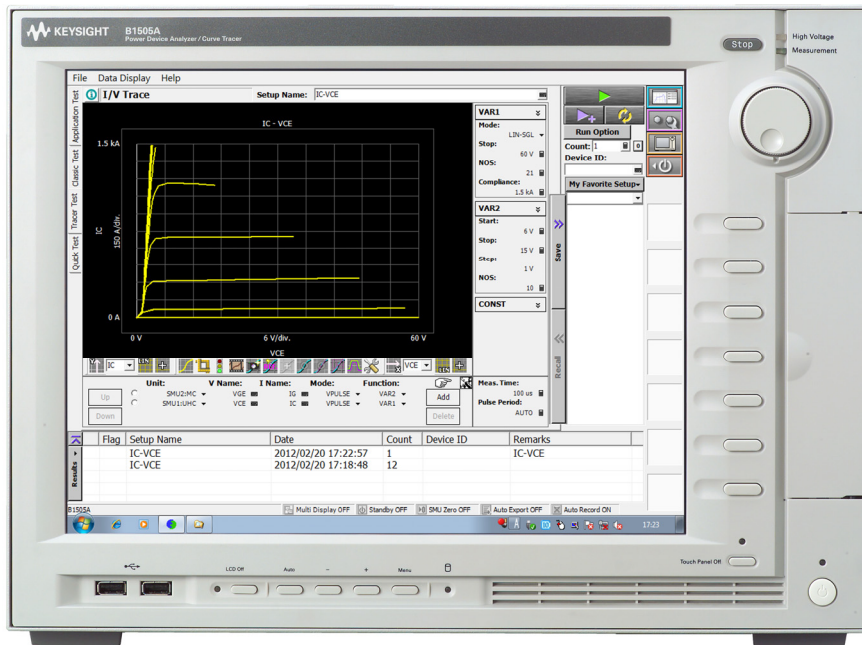 KEYSIGHT B1505A
Power Device Analyzer / Curve Tracer
Stop
High Voltage
Measurement
File Data Display Help
I/V Trace
Setup Name: IC-VCE
Quick Test Tracer Test Classic Test Application Test
IC - VCE
1.5 kA
IC
150 A/div.
0 A
0 V
6 V/div.
60 V
VCE
VAR1
Mode:
LIN-SGL
Stop:
60 V
NOS:
21
Compliance:
1.5 kA
VAR2
Start:
6 V
Stop:
15 V
Step:
1 V
NOS:
10
CONST
Save
Recall
Run Option
Count: 1 0
Device ID:
My Favorite Setup
Y IC LEN X VCE LEN
Unit: V Name: I Name: Mode: Function:
Up SMU2:MC VGE IG VPULSE VAR2 Add
Down SMU1:UHC VCE IC VPULSE VAR1 Delete
Meas. Time:
100 us
Pulse Period:
AUTO
Results
Flag Setup Name Date Count Device ID Remarks
IC-VCE 2012/02/20 17:22:57 1 IC-VCE
IC-VCE 2012/02/20 17:18:48 12
B1505A Multi Display OFF Standby OFF SMU Zero OFF Auto Export OFF Auto Record ON
17:23
Touch Panel Off
LCD Off Auto - + Menu